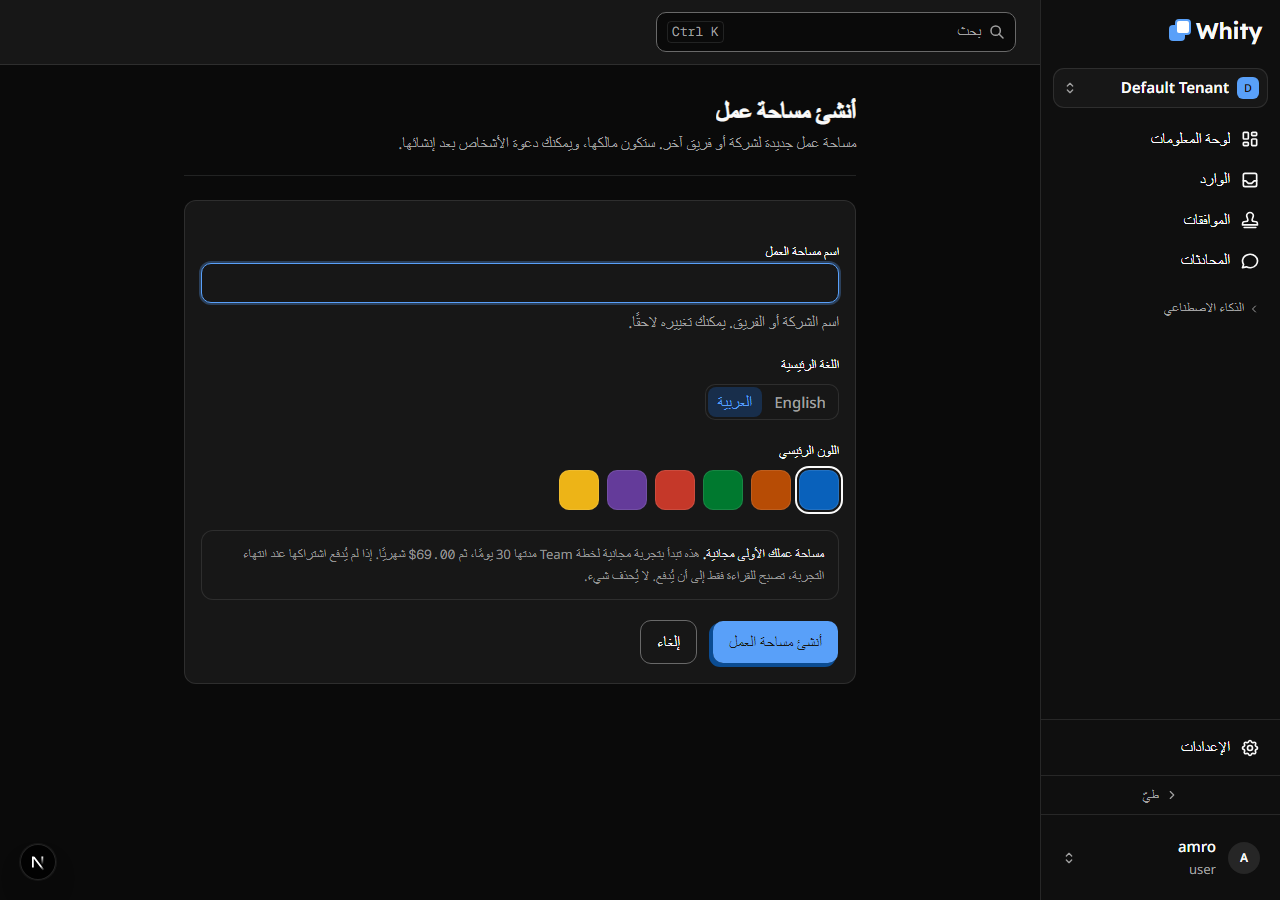 Whity
D Default Tenant
لوحة المعلومات
الوارد
الموافقات
المحادثات
الذكاء الاصطناعي
الإعدادات
طيّ
A amro
user
بحث Ctrl K
أنشئ مساحة عمل
مساحة عمل جديدة لشركة أو فريق آخر. ستكون مالكها، ويمكنك دعوة الأشخاص بعد إنشائها.
اسم مساحة العمل
اسم الشركة أو الفريق. يمكنك تغييره لاحقًا.
اللغة الرئيسية
English العربية
اللون الرئيسي
مساحة عملك الأولى مجانية. هذه تبدأ بتجربة مجانية لخطة Team مدتها 30 يومًا، ثم 69.00$ شهريًا. إذا لم يُدفع اشتراكها عند انتهاء
التجربة، تصبح للقراءة فقط إلى أن يُدفع. لا يُحذف شيء.
أنشئ مساحة العمل إلغاء
N